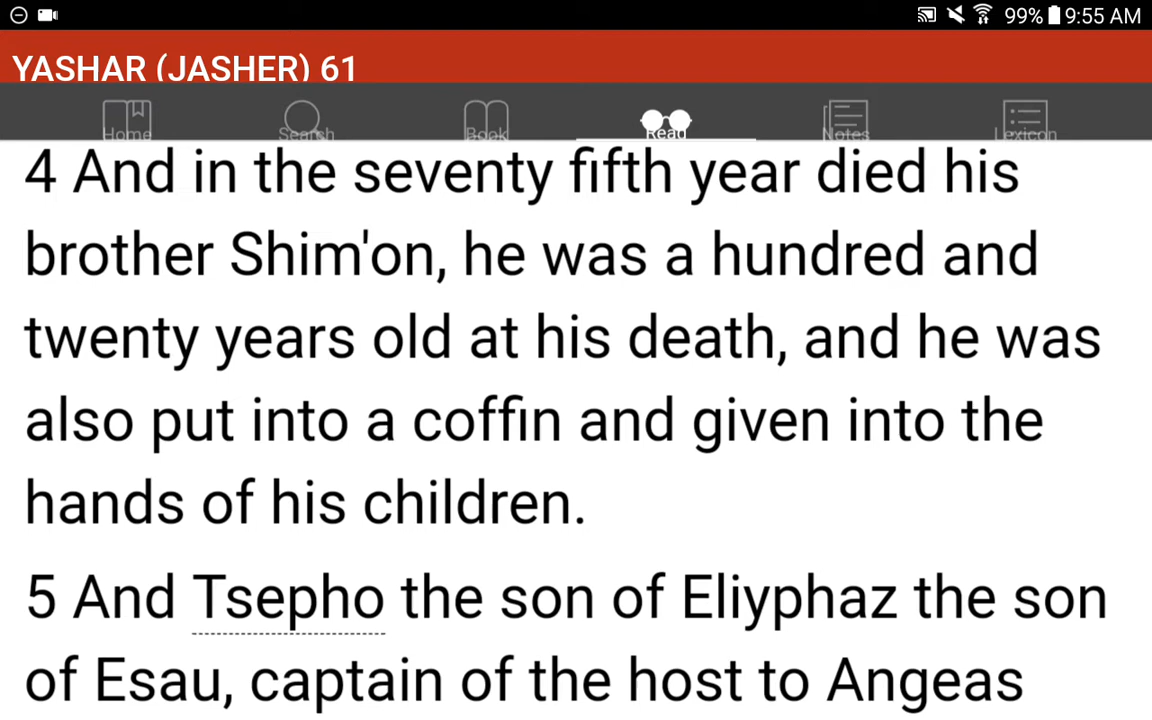 99% 9:55 AM
YASHAR (JASHER) 61
Home Search Book Read Notes Lexicon
4 And in the seventy fifth year died his
brother Shim'on, he was a hundred and
twenty years old at his death, and he was
also put into a coffin and given into the
hands of his children.
5 And Tsepho the son of Eliyphaz the son
of Esau, captain of the host to Angeas